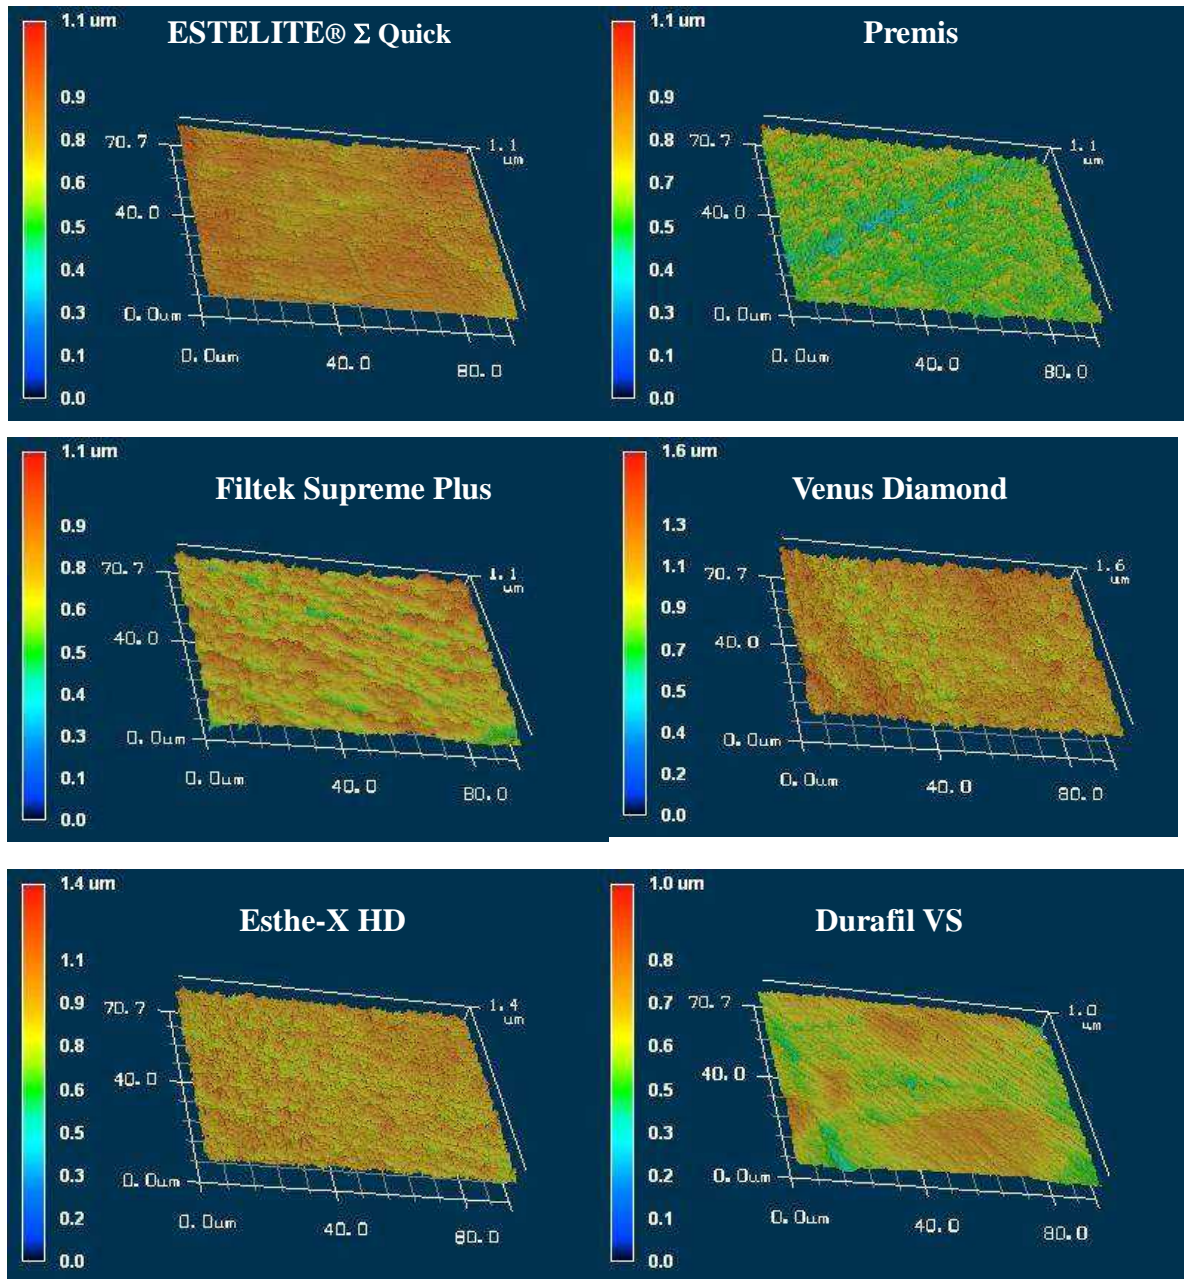 1.1 um
ESTELITE® Σ Quick
0.9
0.8
0.6
0.5
0.4
0.3
0.1
0.0
70.7
40.0
0.0um
0.0um
40.0
80.0
1.1
um
1.1 um
Premis
0.9
0.8
0.7
0.5
0.4
0.3
0.1
0.0
70.7
40.0
0.0um
0.0um
40.0
80.0
1.1
um
1.1 um
Filtek Supreme Plus
0.9
0.8
0.6
0.5
0.4
0.3
0.1
0.0
70.7
40.0
0.0um
0.0um
40.0
80.0
1.1
um
1.6 um
Venus Diamond
1.3
1.1
0.9
0.7
0.5
0.4
0.2
0.0
70.7
40.0
0.0um
0.0um
40.0
80.0
1.6
um
1.4 um
Esthe-X HD
1.1
0.9
0.8
0.6
0.5
0.3
0.2
0.0
70.7
40.0
0.0um
0.0um
40.0
80.0
1.4
um
1.0 um
Durafil VS
0.8
0.7
0.6
0.5
0.3
0.2
0.1
0.0
70.7
40.0
0.0um
0.0um
40.0
80.0
1.0
um